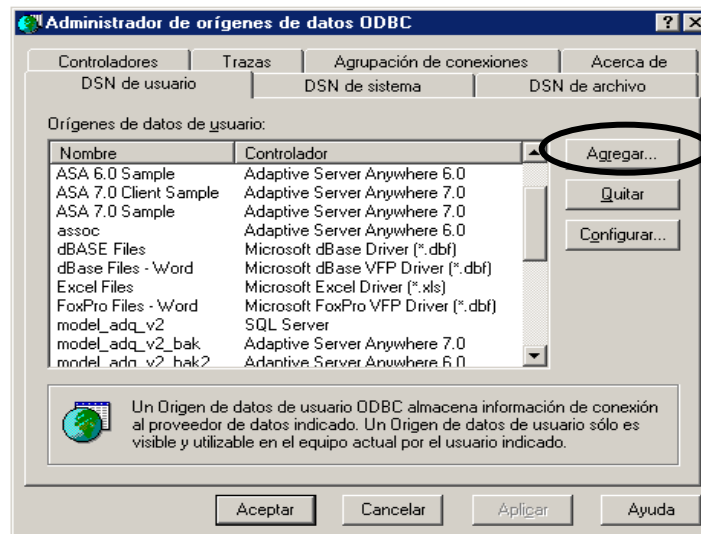 Administrador de orígenes de datos ODBC
Controladores Trazas Agrupación de conexiones Acerca de
DSN de usuario DSN de sistema DSN de archivo
Orígenes de datos de usuario:
Nombre Controlador
ASA 6.0 Sample Adaptive Server Anywhere 6.0
ASA 7.0 Client Sample Adaptive Server Anywhere 7.0
ASA 7.0 Sample Adaptive Server Anywhere 7.0
assoc Adaptive Server Anywhere 6.0
dBASE Files Microsoft dBase Driver (*.dbf)
dBase Files - Word Microsoft dBase VFP Driver (*.dbf)
Excel Files Microsoft Excel Driver (*.xls)
FoxPro Files - Word Microsoft FoxPro VFP Driver (*.dbf)
model_adq_v2 SQL Server
model_adq_v2_bak Adaptive Server Anywhere 7.0
model_adq_v2_bak2 Adaptive Server Anywhere 6.0
Agregar...
Quitar
Configurar...
Un Origen de datos de usuario ODBC almacena información de conexión
al proveedor de datos indicado. Un Origen de datos de usuario sólo es
visible y utilizable en el equipo actual por el usuario indicado.
Aceptar Cancelar Aplicar Ayuda